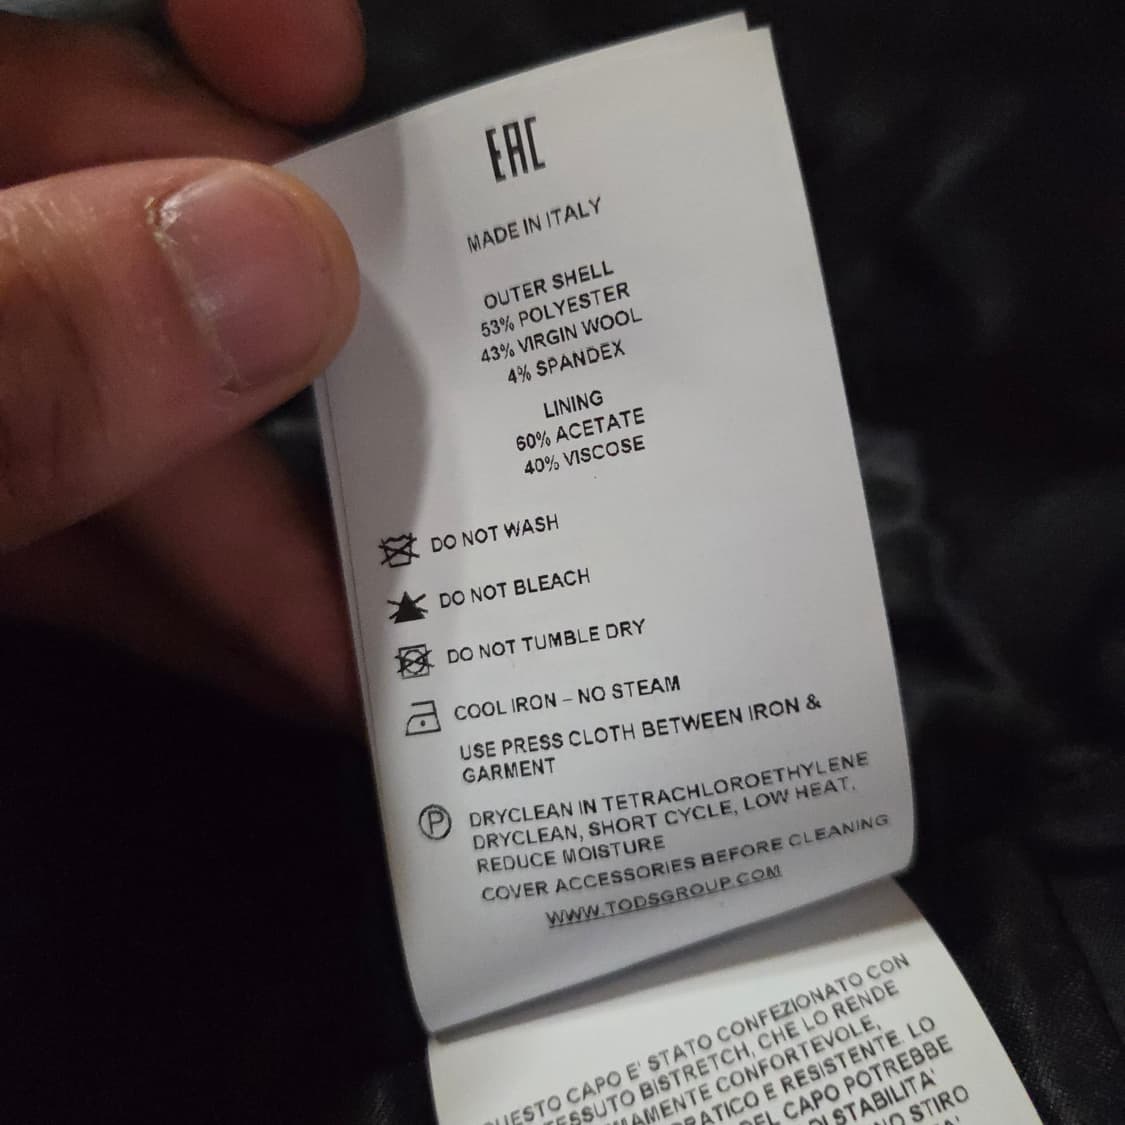 EAC
MADE IN ITALY
OUTER SHELL
53% POLYESTER
43% VIRGIN WOOL
4% SPANDEX
LINING
60% ACETATE
40% VISCOSE
DO NOT WASH
DO NOT BLEACH
DO NOT TUMBLE DRY
COOL IRON – NO STEAM
USE PRESS CLOTH BETWEEN IRON &
GARMENT
P DRYCLEAN IN TETRACHLOROETHYLENE
DRYCLEAN, SHORT CYCLE, LOW HEAT,
REDUCE MOISTURE
COVER ACCESSORIES BEFORE CLEANING
WWW.TODSGROUP.COM
CAPO E' STATO CONFEZIONATO CON
BISTRETCH, CHE LO RENDE
CONFORTEVOLE,
E RESISTENTE. LO
DEL CAPO POTREBBE
DI STABILITA'
STIRO